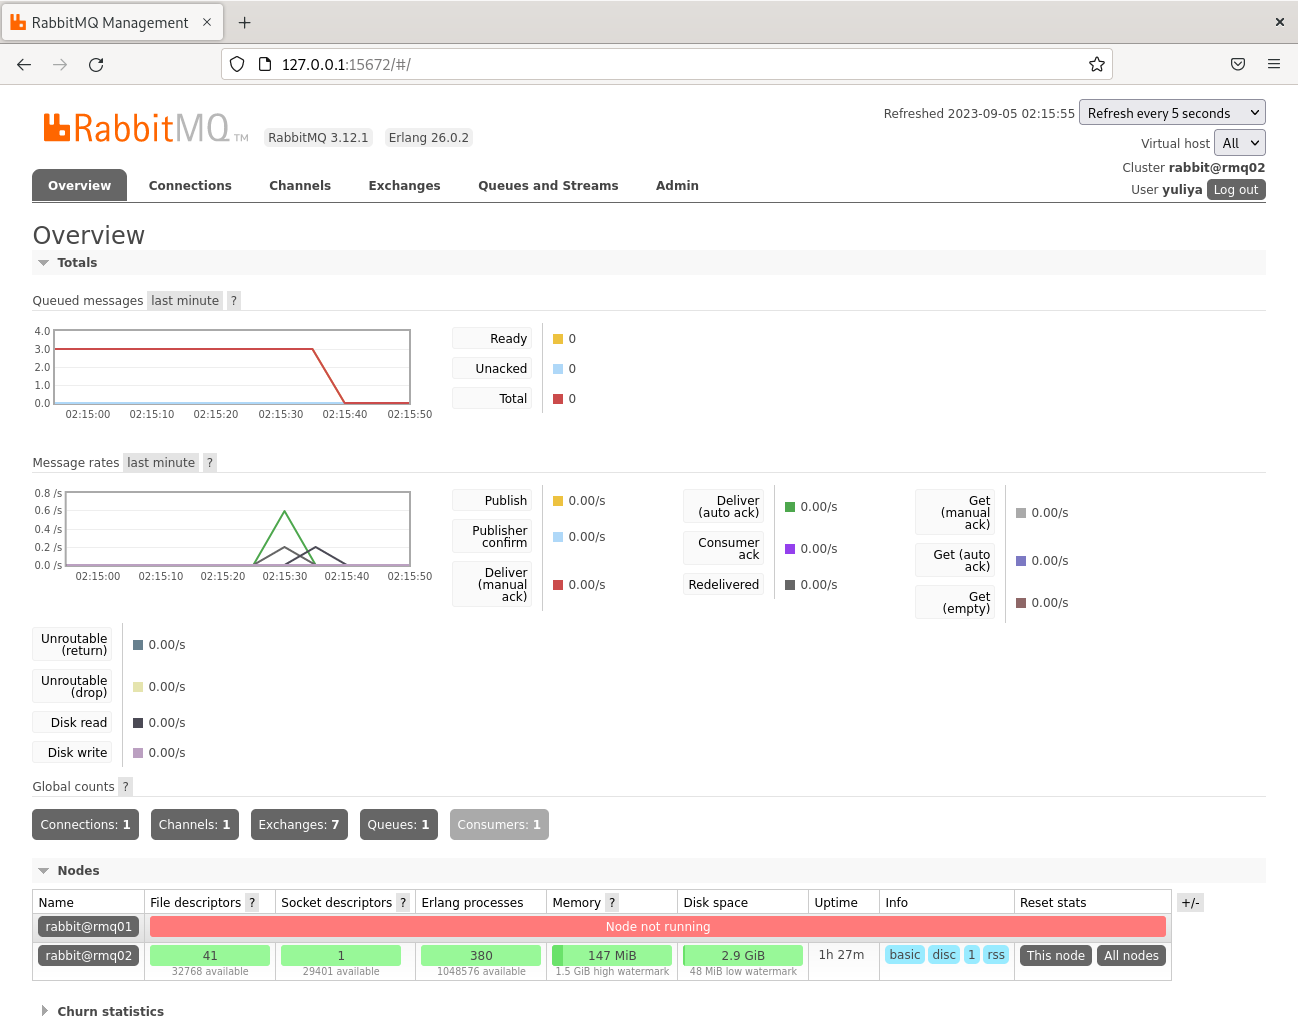 RabbitMQ Management
127.0.0.1:15672/#/
RabbitMQ TM
RabbitMQ 3.12.1 Erlang 26.0.2
Refreshed 2023-09-05 02:15:55 Refresh every 5 seconds
Virtual host All
Cluster rabbit@rmq02
User yuliya Log out
Overview Connections Channels Exchanges Queues and Streams Admin
Overview
Totals
Queued messages last minute ?
4.0
3.0
2.0
1.0
0.0
02:15:00 02:15:10 02:15:20 02:15:30 02:15:40 02:15:50
Ready 0
Unacked 0
Total 0
Message rates last minute ?
0.8 /s
0.6 /s
0.4 /s
0.2 /s
0.0 /s
02:15:00 02:15:10 02:15:20 02:15:30 02:15:40 02:15:50
Publish 0.00/s
Publisher
confirm 0.00/s
Deliver
(manual
ack) 0.00/s
Deliver
(auto ack) 0.00/s
Consumer
ack 0.00/s
Redelivered 0.00/s
Get
(manual
ack) 0.00/s
Get (auto
ack) 0.00/s
Get
(empty) 0.00/s
Unroutable
(return) 0.00/s
Unroutable
(drop) 0.00/s
Disk read 0.00/s
Disk write 0.00/s
Global counts ?
Connections: 1 Channels: 1 Exchanges: 7 Queues: 1 Consumers: 1
Nodes
Name File descriptors ? Socket descriptors ? Erlang processes Memory ? Disk space Uptime Info Reset stats +/-
rabbit@rmq01 Node not running
rabbit@rmq02 41 1 380 147 MiB 2.9 GiB 1h 27m basic disc 1 rss This node All nodes
32768 available 29401 available 1048576 available 1.5 GiB high watermark 48 MiB low watermark
Churn statistics